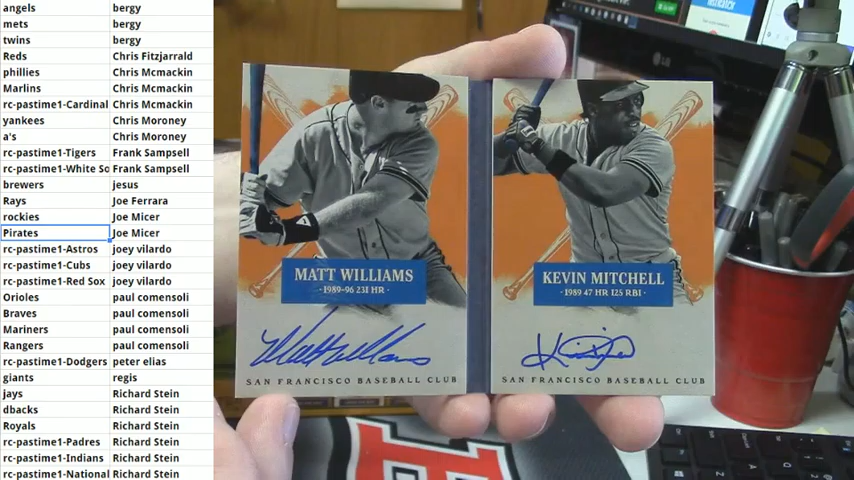 angels bergy
mets bergy
twins bergy
Reds Chris Fitzjarrald
phillies Chris Mcmackin
Marlins Chris Mcmackin
rc-pastime1-Cardinal Chris Mcmackin
yankees Chris Moroney
a's Chris Moroney
rc-pastime1-Tigers Frank Sampsell
rc-pastime1-White So Frank Sampsell
brewers jesus
Rays Joe Ferrara
rockies Joe Micer
Pirates Joe Micer
rc-pastime1-Astros joey vilardo
rc-pastime1-Cubs joey vilardo
rc-pastime1-Red Sox joey vilardo
Orioles paul comensoli
Braves paul comensoli
Mariners paul comensoli
Rangers paul comensoli
rc-pastime1-Dodgers peter elias
giants regis
jays Richard Stein
dbacks Richard Stein
Royals Richard Stein
rc-pastime1-Padres Richard Stein
rc-pastime1-Indians Richard Stein
rc-pastime1-National Richard Stein
MATT WILLIAMS
· 1989-96 231 HR ·
Matt Williams
SAN FRANCISCO BASEBALL CLUB
KEVIN MITCHELL
· 1989 47 HR 125 RBI ·
SAN FRANCISCO BASEBALL CLUB
LG